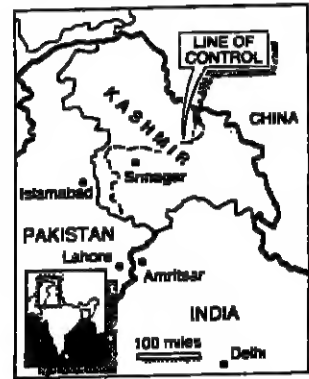 LINE OF
CONTROL
KASHMIR
CHINA
Srinagar
Islamabad
PAKISTAN
Lahore
Amritsar
INDIA
100 miles
Delhi